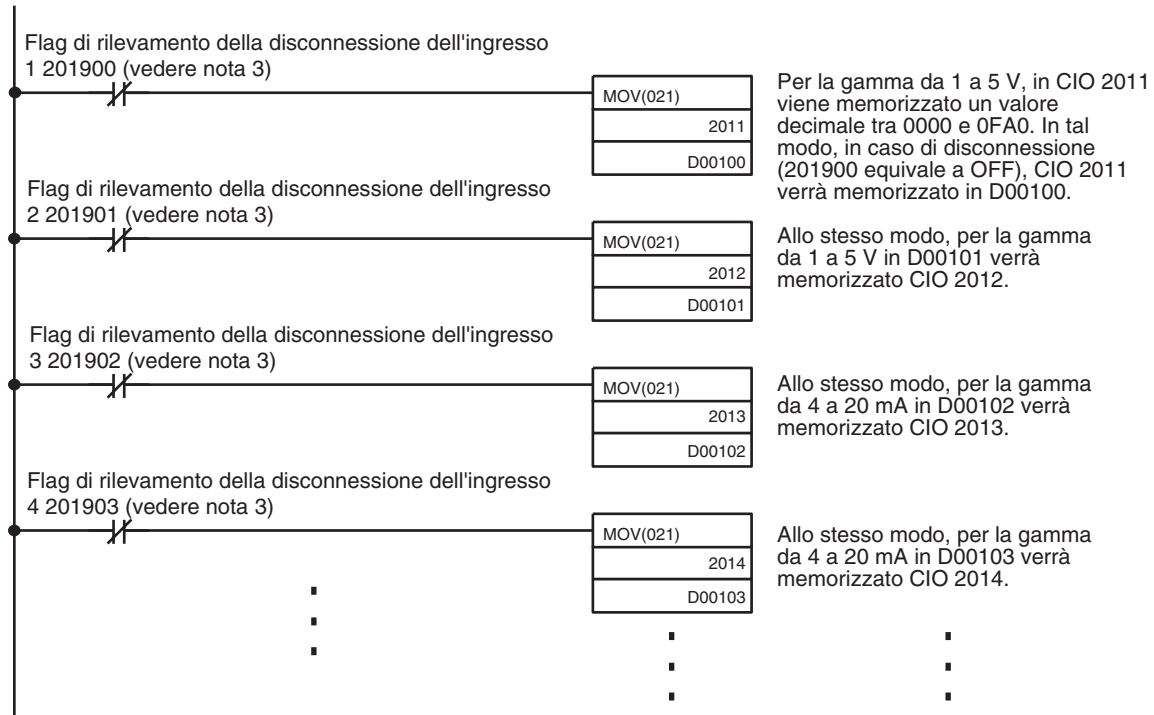 Flag di rilevamento della disconnessione dell'ingresso
1 201900 (vedere nota 3)
MOV(021)
2011
D00100
Per la gamma da 1 a 5 V, in CIO 2011
viene memorizzato un valore
decimale tra 0000 e 0FA0. In tal
modo, in caso di disconnessione
(201900 equivale a OFF), CIO 2011
verrà memorizzato in D00100.
Flag di rilevamento della disconnessione dell'ingresso
2 201901 (vedere nota 3)
MOV(021)
2012
D00101
Allo stesso modo, per la gamma
da 1 a 5 V in D00101 verrà
memorizzato CIO 2012.
Flag di rilevamento della disconnessione dell'ingresso
3 201902 (vedere nota 3)
MOV(021)
2013
D00102
Allo stesso modo, per la gamma
da 4 a 20 mA in D00102 verrà
memorizzato CIO 2013.
Flag di rilevamento della disconnessione dell'ingresso
4 201903 (vedere nota 3)
MOV(021)
2014
D00103
Allo stesso modo, per la gamma
da 4 a 20 mA in D00103 verrà
memorizzato CIO 2014.